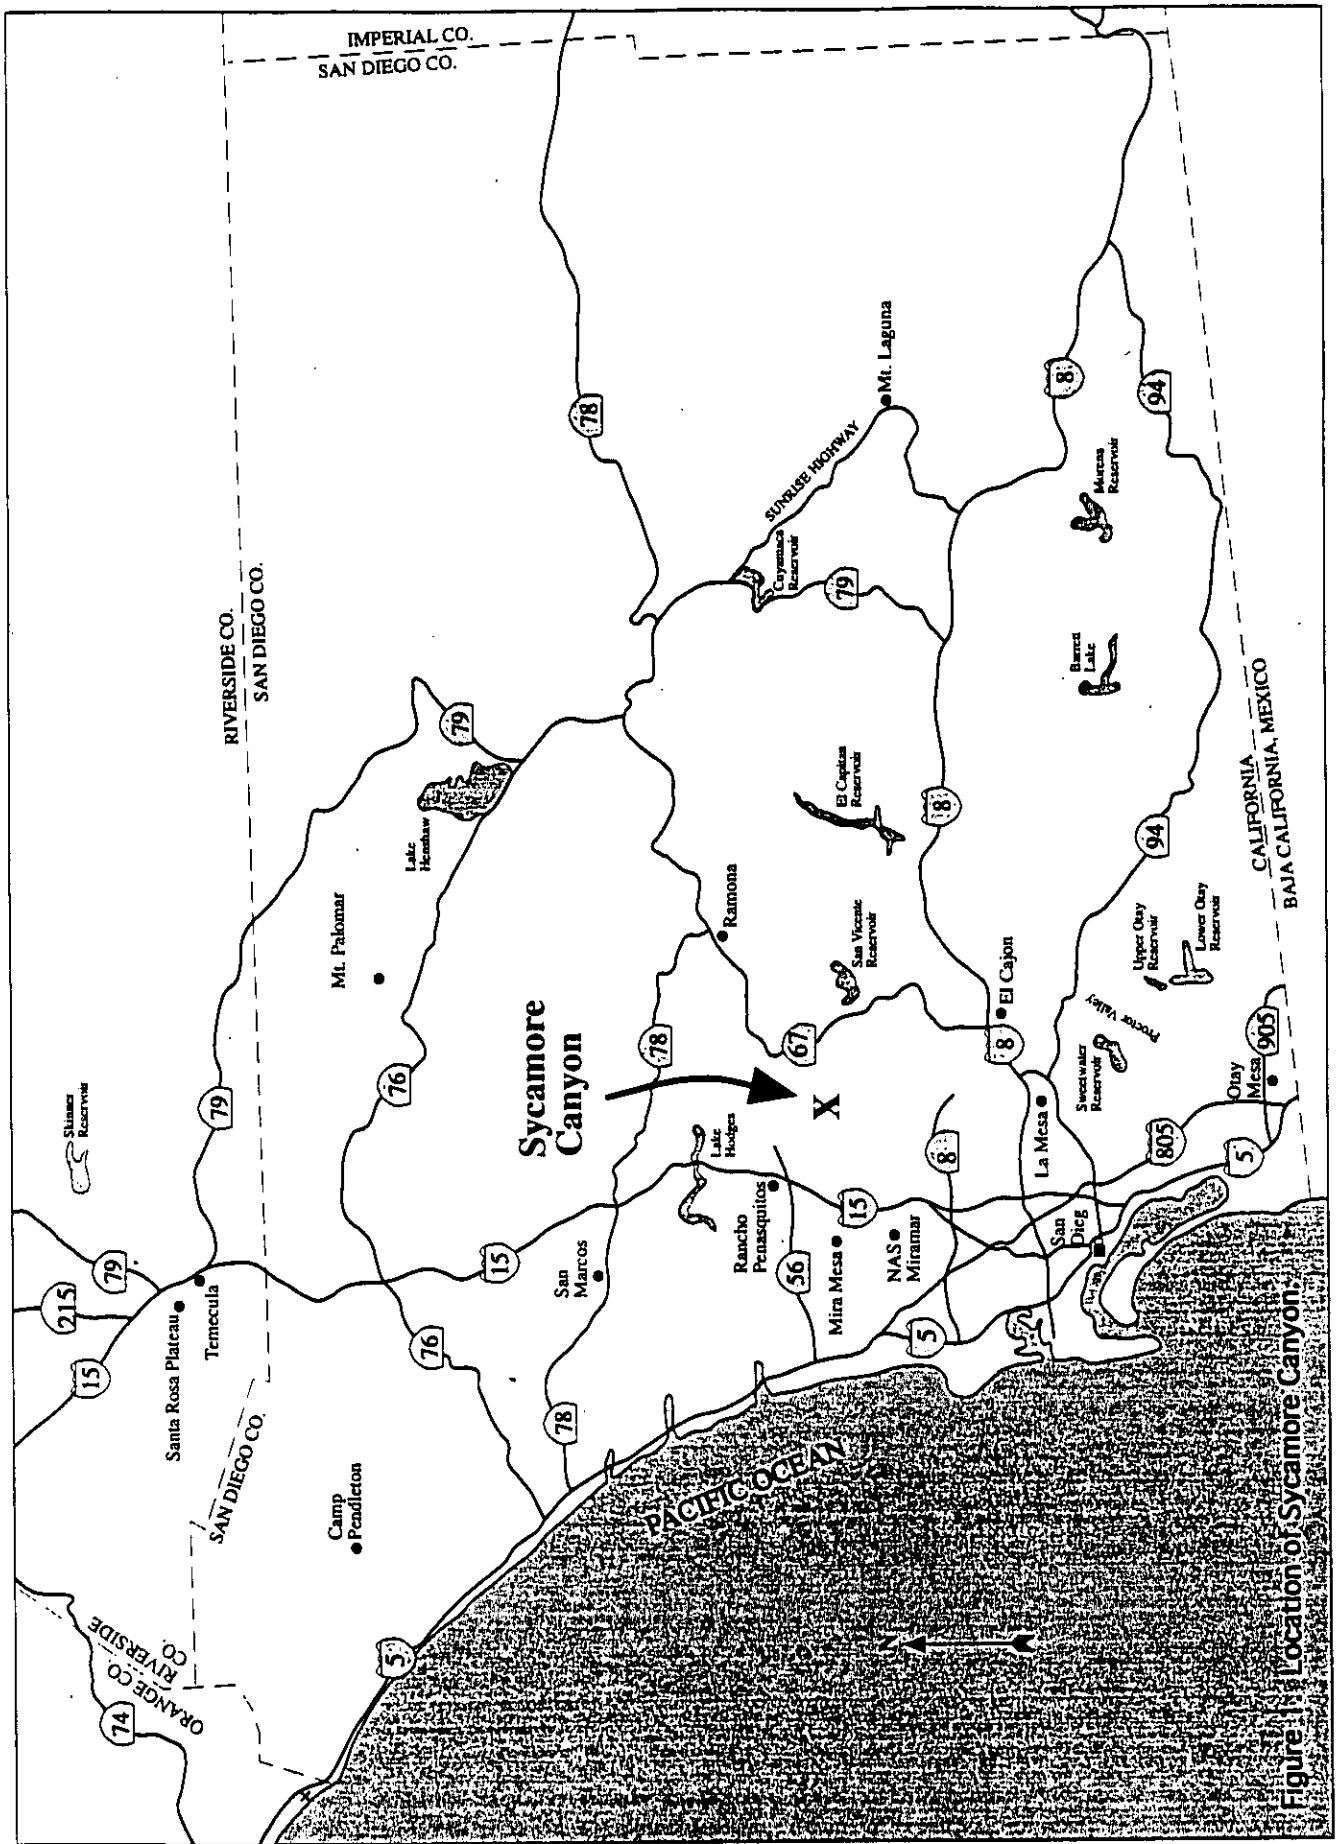 IMPERIAL CO.
SAN DIEGO CO.
RIVERSIDE CO.
SAN DIEGO CO.
ORANGE CO
RIVERSIDE
CO.
SAN DIEGO CO.
74
15
215
79
Skinner
Reservoir
Santa Rosa Plateau
Temecula
79
Camp
Pendleton
5
76
76
Mt. Palomar
Lake
Henshaw
79
78
15
San
Marcos
78
78
Sycamore
Canyon
X
Lake
Hodges
Ramona
67
San Vicente
Reservoir
El Capitan
Reservoir
Cuyamaca
Reservoir
SUNRISE HIGHWAY
Mt. Laguna
79
8
8
8
8
Rancho
Penasquitos
56
Mira Mesa
15
NAS
Miramar
5
El Cajon
La Mesa
San
Dieg
Sweetwater
Reservoir
Proctor Valley
Upper Otay
Reservoir
Lower Otay
Reservoir
Barrett
Lake
Morena
Reservoir
94
94
805
5
905
Otay
Mesa
CALIFORNIA
BAJA CALIFORNIA, MEXICO
PACIFIC OCEAN
N
Figure 1. Location of Sycamore Canyon.